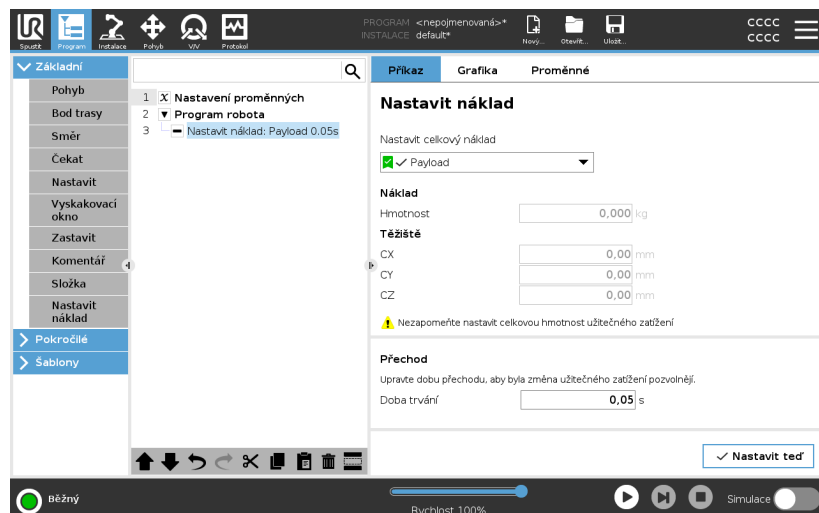 PROGRAM <nepojmenovaná>*
INSTALACE default*
CCCC
CCCC
Spustit Program Instalace Pohyb V/V Protokol
Nový... Otevřít... Uložit...
Základní
Pohyb
Bod trasy
Směr
Čekat
Nastavit
Vyskakovací
okno
Zastavit
Komentář
Složka
Nastavit
náklad
Pokročilé
Šablony
1 X Nastavení proměnných
2 Program robota
3 Nastavit náklad: Payload 0.05s
Příkaz Grafika Proměnné
Nastavit náklad
Nastavit celkový náklad
Payload
Náklad
Hmotnost 0,000 kg
Těžiště
CX 0,00 mm
CY 0,00 mm
CZ 0,00 mm
Nezapomeňte nastavit celkovou hmotnost užitečného zatížení
Přechod
Upravte dobu přechodu, aby byla změna užitečného zatížení pozvolnější.
Doba trvání 0,05 s
Nastavit teď
Běžný
Rychlost 100%
Simulace